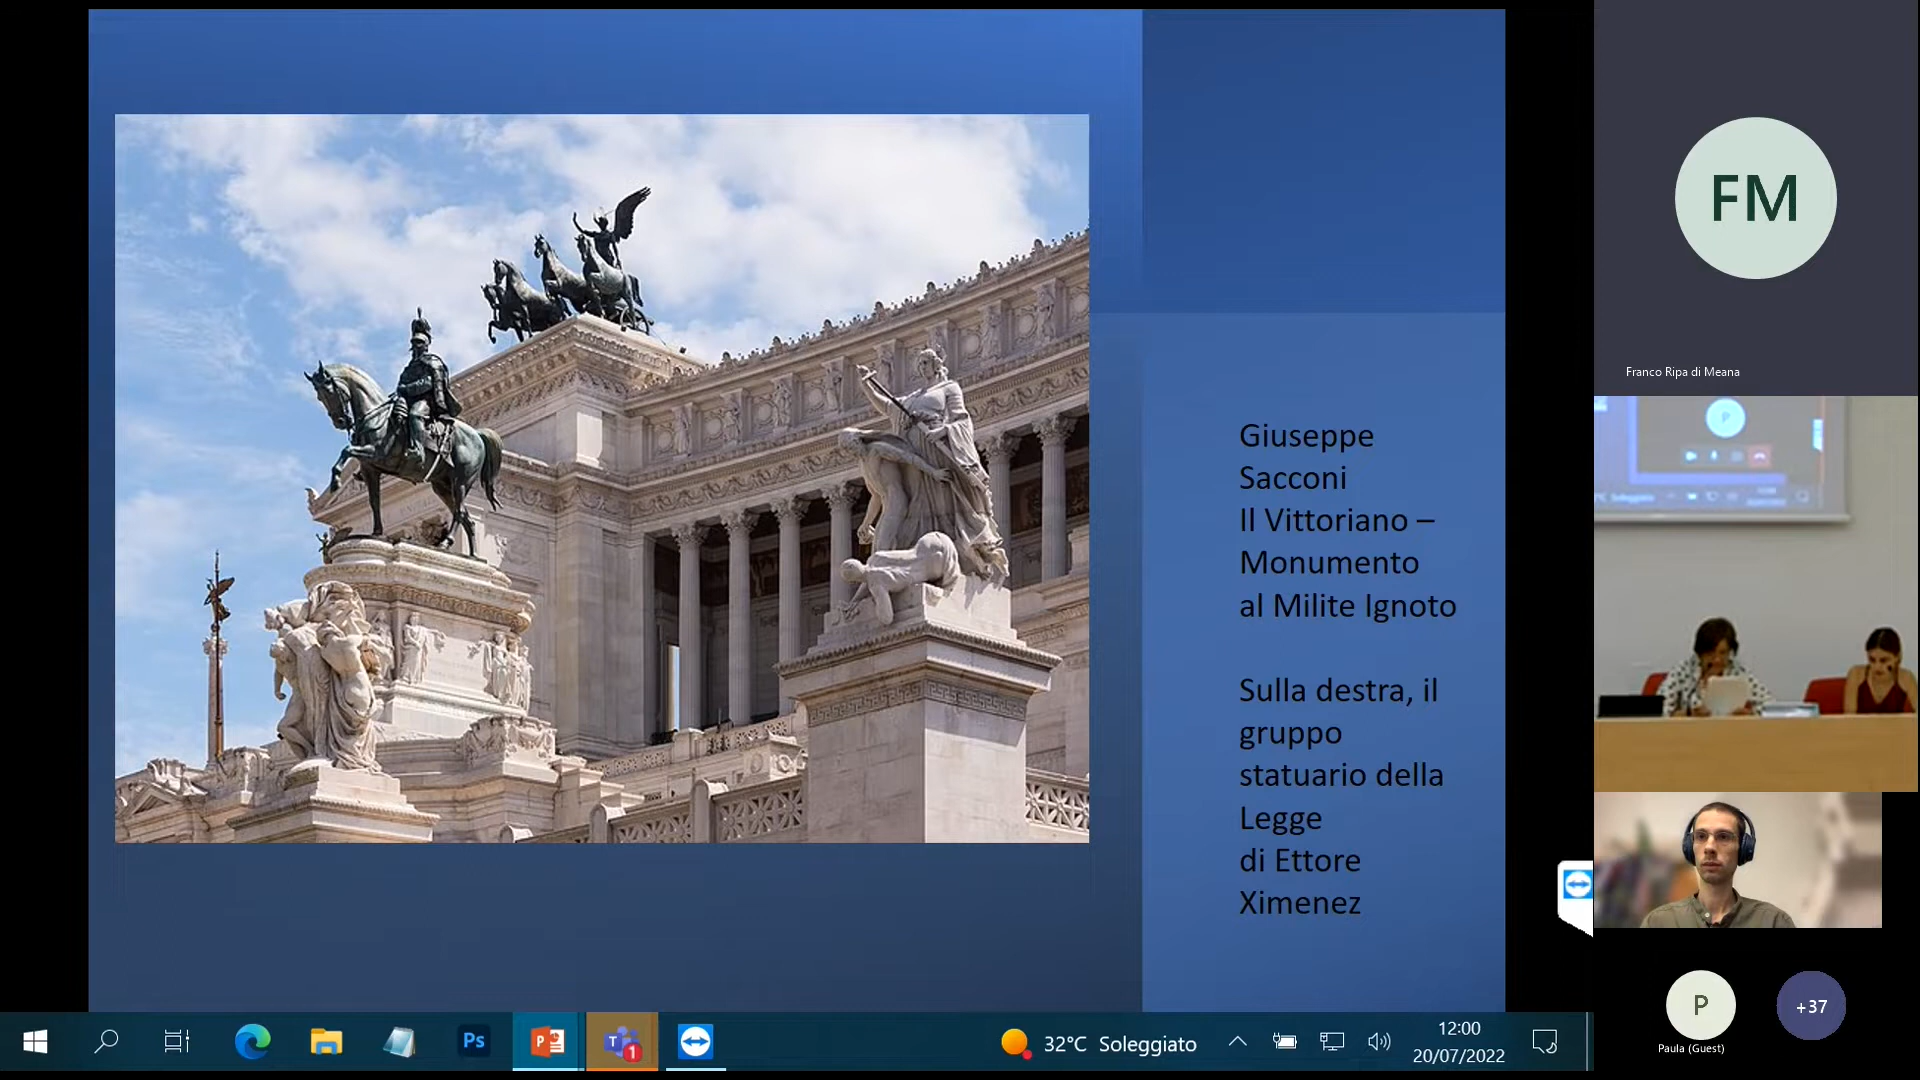 Giuseppe
Sacconi
Il Vittoriano –
Monumento
al Milite Ignoto
Sulla destra, il
gruppo
statuario della
Legge
di Ettore
Ximenez
FM
Franco Ripa di Meana
P
P
+37
Paula (Guest)
Ps
1
32°C Soleggiato
12:00
20/07/2022